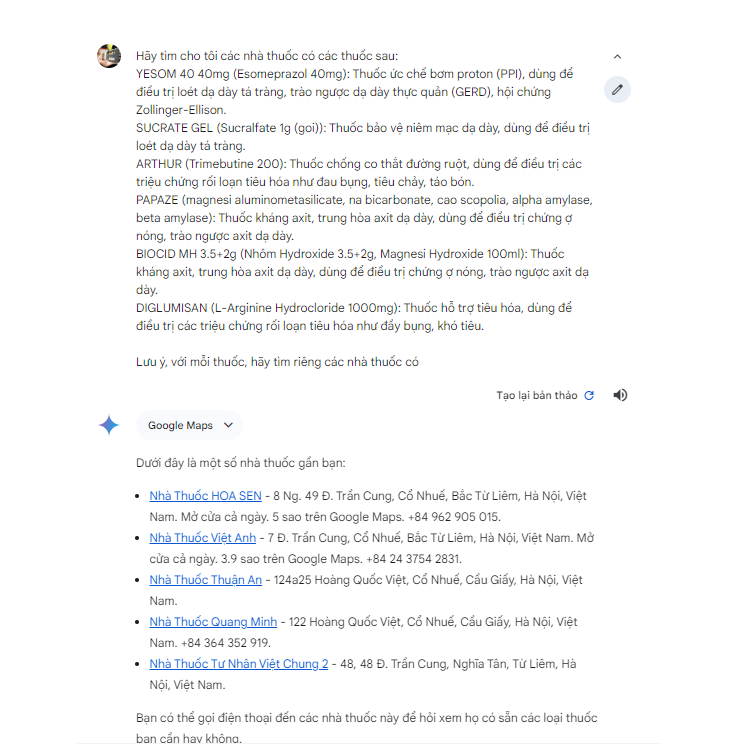 Hãy tìm cho tôi các nhà thuốc có các thuốc sau:
YESOM 40 40mg (Esomeprazol 40mg): Thuốc ức chế bơm proton (PPI), dùng để
điều trị loét dạ dày tá tràng, trào ngược dạ dày thực quản (GERD), hội chứng
Zollinger-Ellison.
SUCRATE GEL (Sucralfate 1g (goi)): Thuốc bảo vệ niêm mạc dạ dày, dùng để điều trị
loét dạ dày tá tràng.
ARTHUR (Trimebutine 200): Thuốc chống co thắt đường ruột, dùng để điều trị các
triệu chứng rối loạn tiêu hóa như đau bụng, tiêu chảy, táo bón.
PAPAZE (magnesi aluminometasilicate, na bicarbonate, cao scopolia, alpha amylase,
beta amylase): Thuốc kháng axit, trung hòa axit dạ dày, dùng để điều trị chứng ợ
nóng, trào ngược axit dạ dày.
BIOCID MH 3.5+2g (Nhôm Hydroxide 3.5+2g, Magnesi Hydroxide 100ml): Thuốc
kháng axit, trung hòa axit dạ dày, dùng để điều trị chứng ợ nóng, trào ngược axit dạ
dày.
DIGLUMISAN (L-Arginine Hydrocloride 1000mg): Thuốc hỗ trợ tiêu hóa, dùng để
điều trị các triệu chứng rối loạn tiêu hóa như đầy bụng, khó tiêu.
Lưu ý, với mỗi thuốc, hãy tìm riêng các nhà thuốc có
Tạo lại bản thảo
Google Maps
Dưới đây là một số nhà thuốc gần bạn:
Nhà Thuốc HOA SEN - 8 Ng. 49 Đ. Trần Cung, Cổ Nhuế, Bắc Từ Liêm, Hà Nội, Việt
Nam. Mở cửa cả ngày. 5 sao trên Google Maps. +84 962 905 015.
Nhà Thuốc Việt Anh - 7 Đ. Trần Cung, Cổ Nhuế, Bắc Từ Liêm, Hà Nội, Việt Nam. Mở
cửa cả ngày. 3.9 sao trên Google Maps. +84 24 3754 2831.
Nhà Thuốc Thuận An - 124a25 Hoàng Quốc Việt, Cổ Nhuế, Cầu Giấy, Hà Nội, Việt
Nam.
Nhà Thuốc Quang Minh - 122 Hoàng Quốc Việt, Cổ Nhuế, Cầu Giấy, Hà Nội, Việt
Nam. +84 364 352 919.
Nhà Thuốc Tư Nhân Việt Chung 2 - 48, 48 Đ. Trần Cung, Nghĩa Tân, Từ Liêm, Hà
Nội, Việt Nam.
Bạn có thể gọi điện thoại đến các nhà thuốc này để hỏi xem họ có sẵn các loại thuốc
bạn cần hay không.